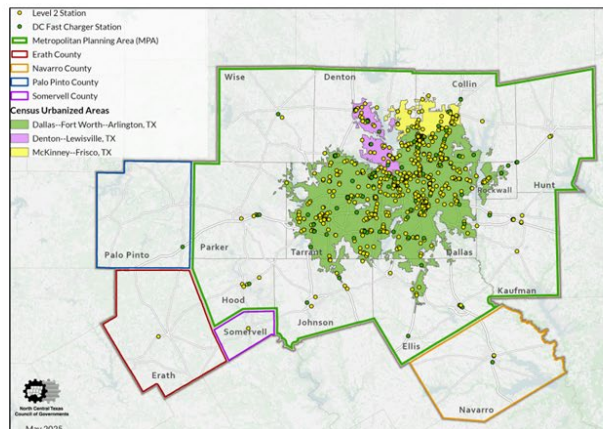 Level 2 Station
DC Fast Charger Station
Metropolitan Planning Area (MPA)
Erath County
Navarro County
Palo Pinto County
Somervell County
Census Urbanized Areas
Dallas--Fort Worth--Arlington, TX
Denton--Lewisville, TX
McKinney--Frisco, TX
Wise
Denton
Collin
Hunt
Rockwall
Palo Pinto
Parker
Tarrant
Dallas
Kaufman
Hood
Johnson
Ellis
Somervell
Erath
Navarro
North Central Texas
Council of Governments
May 2025